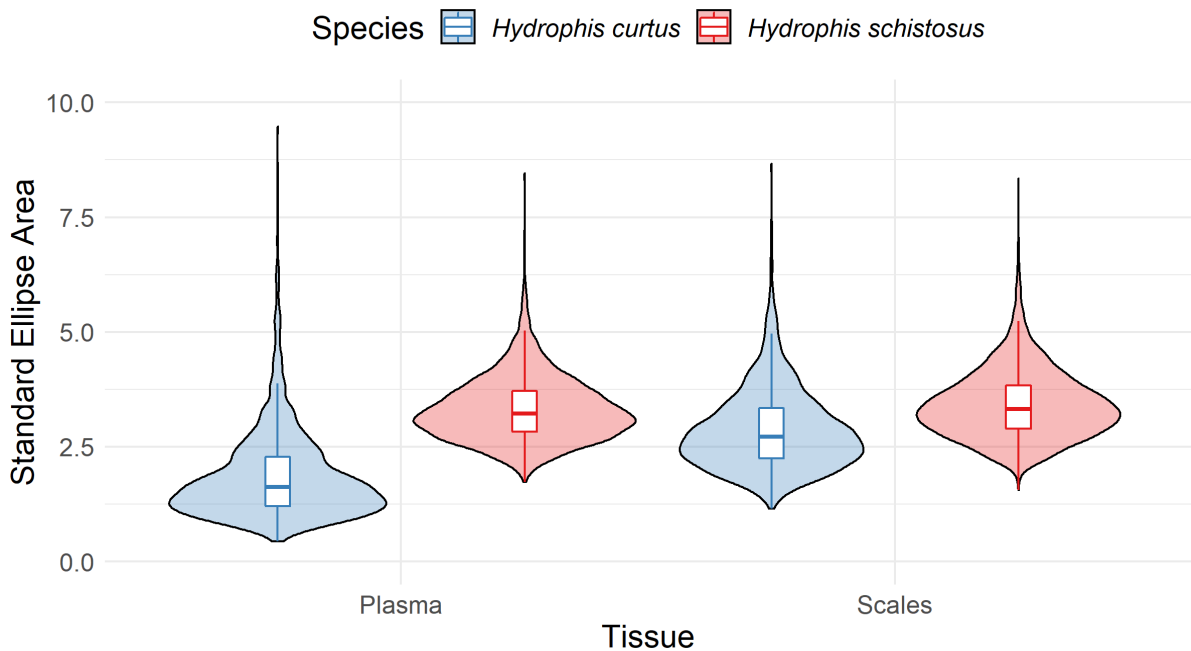 Species Hydrophis curtus Hydrophis schistosus
Standard Ellipse Area
10.0
7.5
5.0
2.5
0.0
Plasma Scales
Tissue